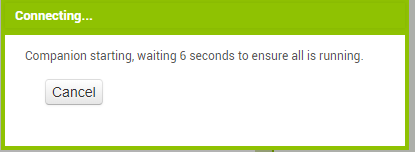 Connecting...
Companion starting, waiting 6 seconds to ensure all is running.
Cancel